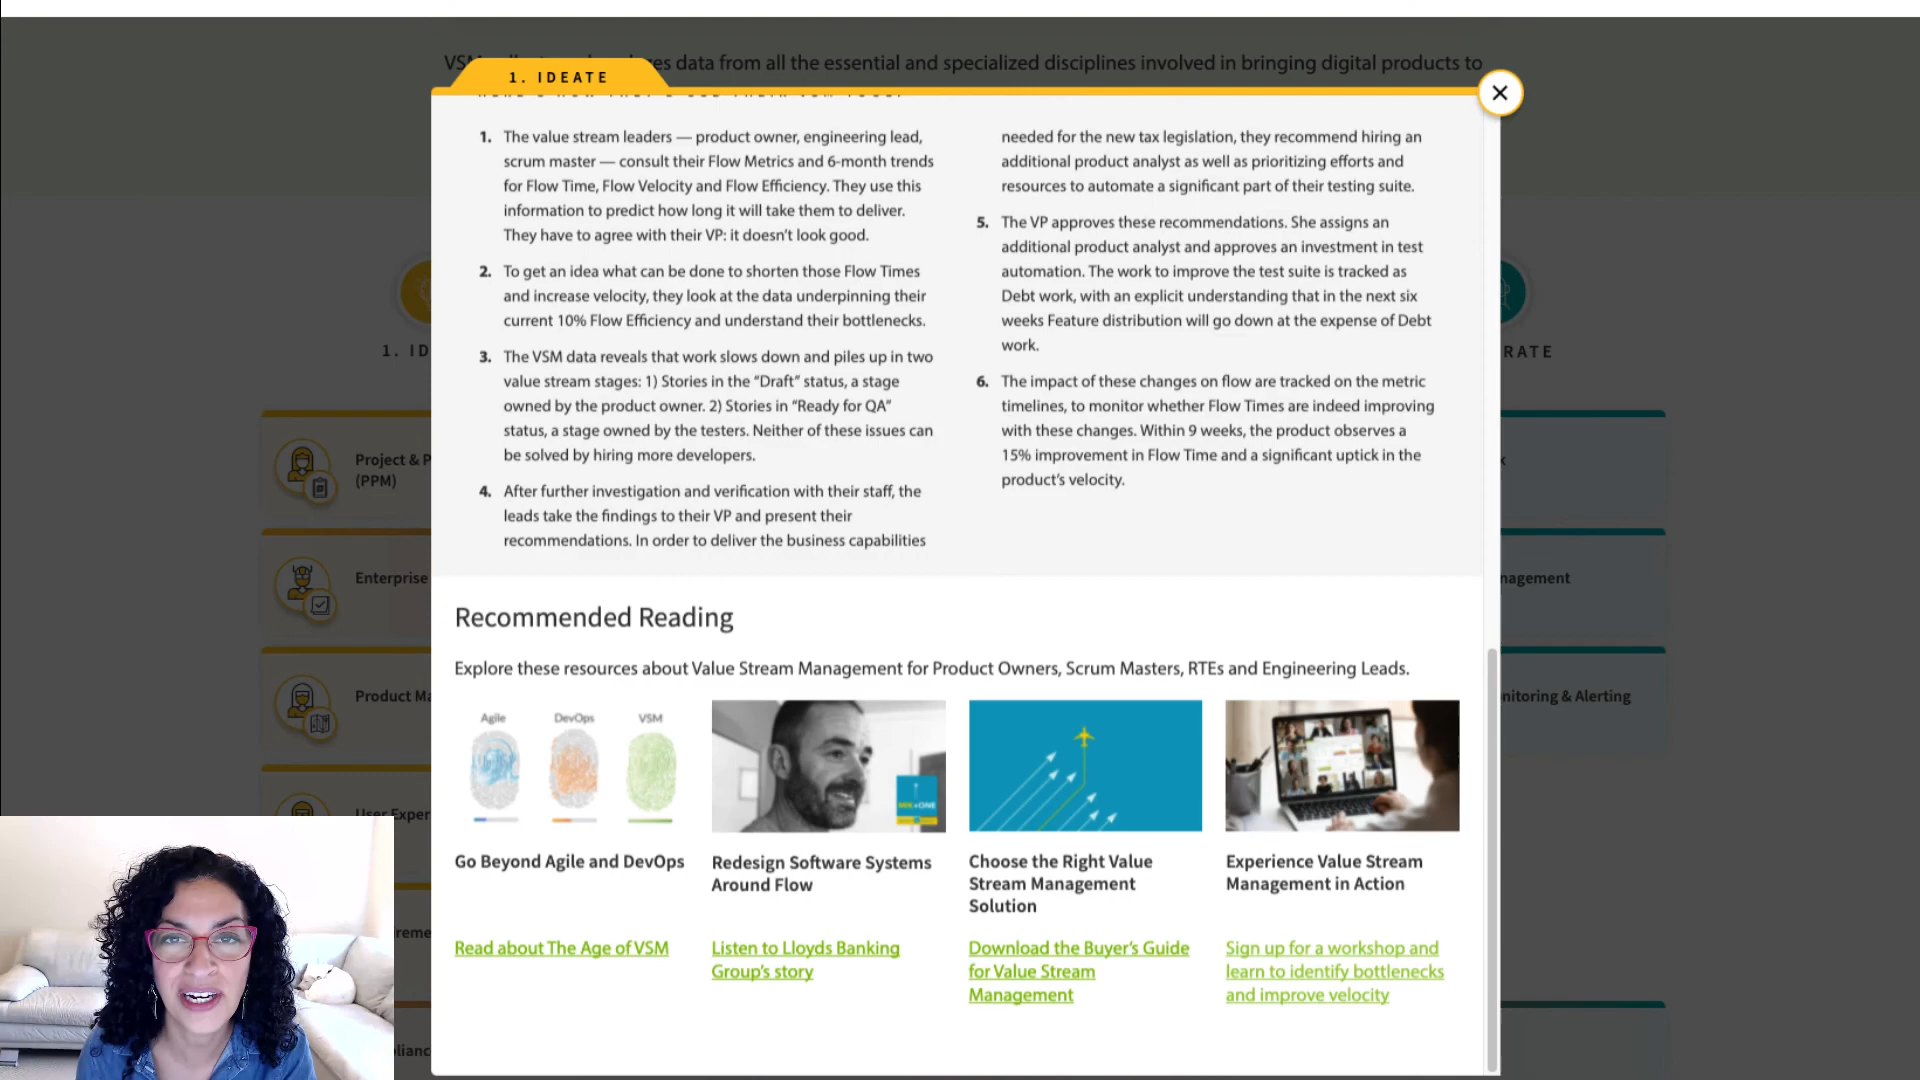 VSM
es data from all the essential and specialized disciplines involved in bringing digital products to
1. IDEATE
1. The value stream leaders — product owner, engineering lead,
scrum master — consult their Flow Metrics and 6-month trends
for Flow Time, Flow Velocity and Flow Efficiency. They use this
information to predict how long it will take them to deliver.
They have to agree with their VP: it doesn't look good.
2. To get an idea what can be done to shorten those Flow Times
and increase velocity, they look at the data underpinning their
current 10% Flow Efficiency and understand their bottlenecks.
3. The VSM data reveals that work slows down and piles up in two
value stream stages: 1) Stories in the “Draft” status, a stage
owned by the product owner. 2) Stories in “Ready for QA”
status, a stage owned by the testers. Neither of these issues can
be solved by hiring more developers.
4. After further investigation and verification with their staff, the
leads take the findings to their VP and present their
recommendations. In order to deliver the business capabilities
needed for the new tax legislation, they recommend hiring an
additional product analyst as well as prioritizing efforts and
resources to automate a significant part of their testing suite.
5. The VP approves these recommendations. She assigns an
additional product analyst and approves an investment in test
automation. The work to improve the test suite is tracked as
Debt work, with an explicit understanding that in the next six
weeks Feature distribution will go down at the expense of Debt
work.
6. The impact of these changes on flow are tracked on the metric
timelines, to monitor whether Flow Times are indeed improving
with these changes. Within 9 weeks, the product observes a
15% improvement in Flow Time and a significant uptick in the
product's velocity.
1. ID
RATE
Project & P
(PPM)
Enterprise
nagement
Product Ma
nitoring & Alerting
User Exper
reme
liance
Recommended Reading
Explore these resources about Value Stream Management for Product Owners, Scrum Masters, RTEs and Engineering Leads.
Agile
DevOps
VSM
Go Beyond Agile and DevOps
Read about The Age of VSM
Redesign Software Systems
Around Flow
Listen to Lloyds Banking
Group's story
Choose the Right Value
Stream Management
Solution
Download the Buyer's Guide
for Value Stream
Management
Experience Value Stream
Management in Action
Sign up for a workshop and
learn to identify bottlenecks
and improve velocity